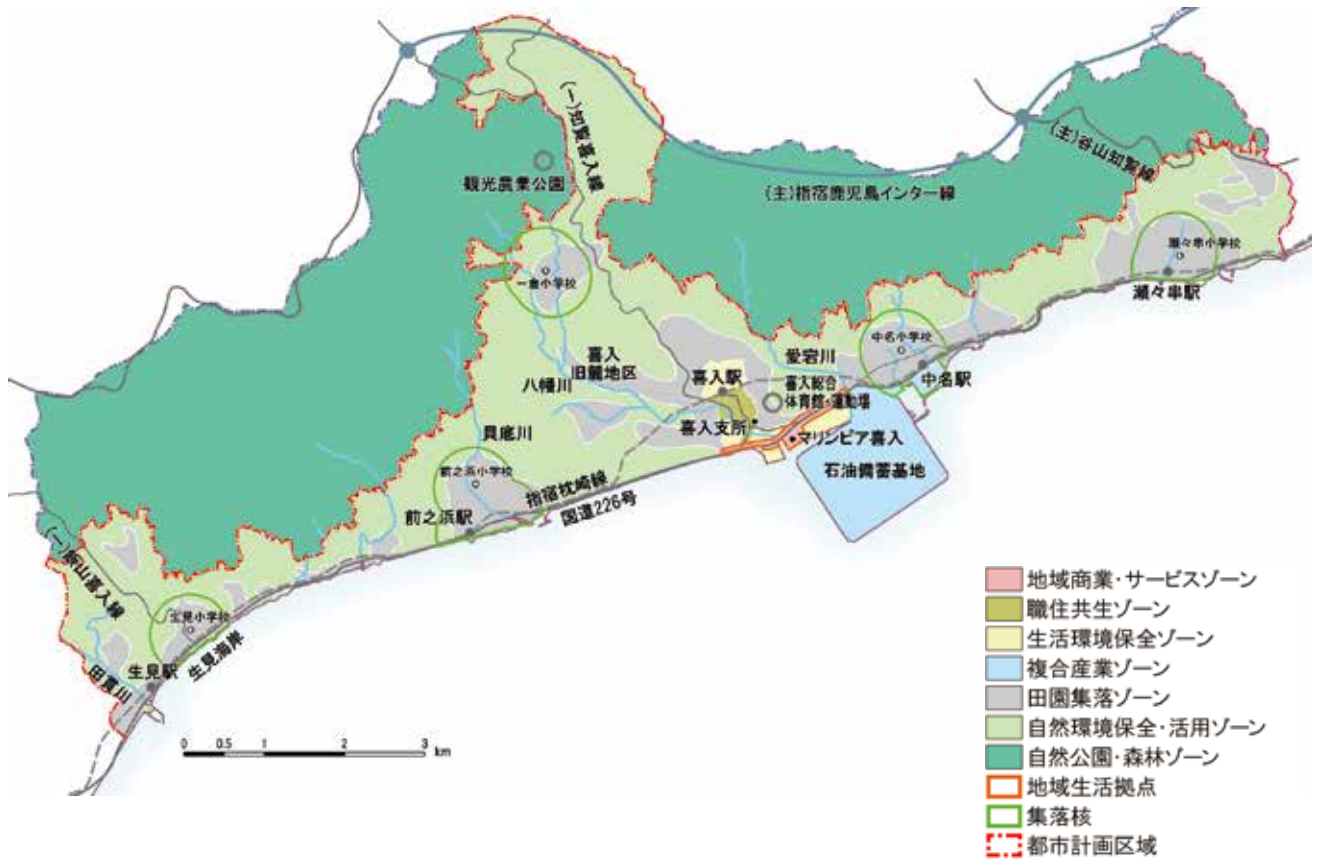 (一)知覧喜入線
(主)谷山知覧線
観光農業公園
(主)指宿鹿児島インター線
瀬々串小学校
瀬々串駅
一倉小学校
中名小学校
中名駅
愛宕川
喜入
旧麓地区
八幡川
喜入駅
喜入総合
体育館・運動場
喜入支所
マリンピア喜入
石油備蓄基地
貝底川
前之浜小学校
前之浜駅
指宿枕崎線
国道226号
生見小学校
生見海岸
生見駅
田貫川
0 0.5 1 2 3 km
地域商業・サービスゾーン
職住共生ゾーン
生活環境保全ゾーン
複合産業ゾーン
田園集落ゾーン
自然環境保全・活用ゾーン
自然公園・森林ゾーン
地域生活拠点
集落核
都市計画区域